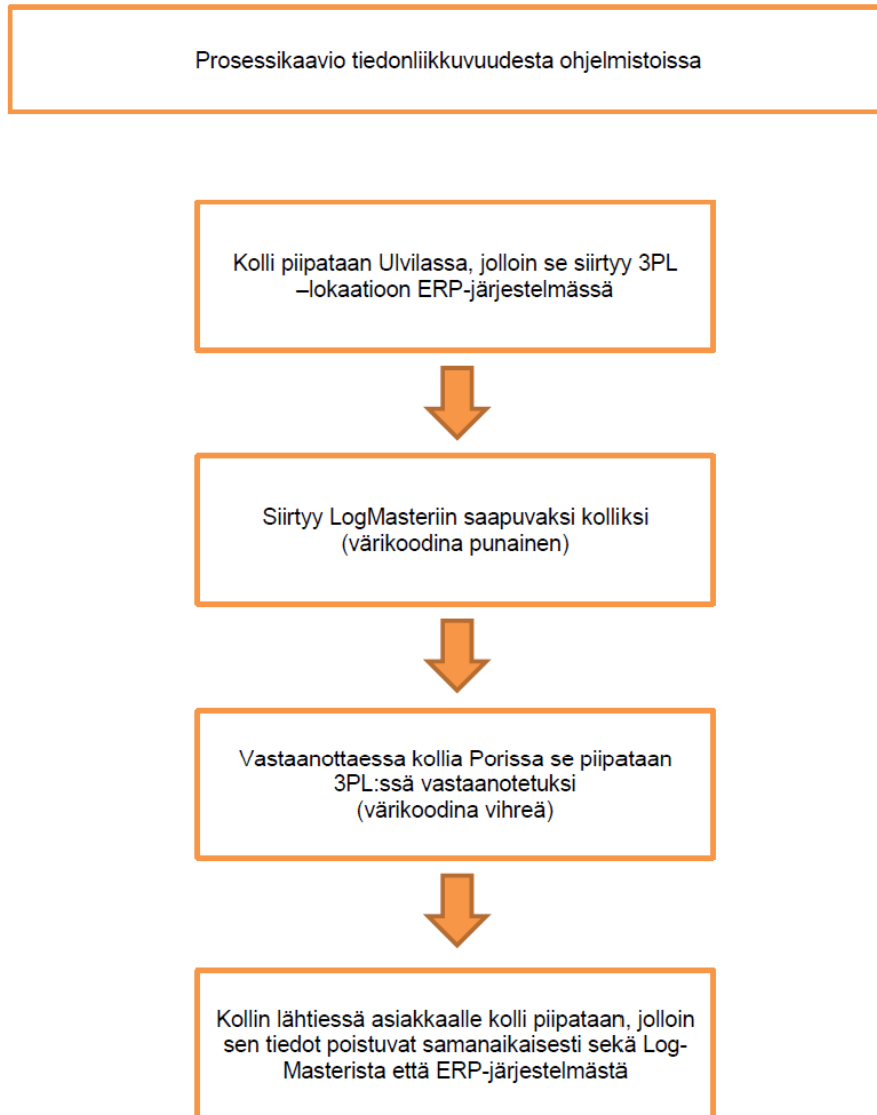 Prosessikaavio tiedonliikkuvuudesta ohjelmistoissa
Kolli piipataan Ulvilassa, jolloin se siirtyy 3PL
–lokaatioon ERP-järjestelmässä
Siirtyy LogMasteriin saapuvaksi kolliksi
(värikoodina punainen)
Vastaanottaessa kollia Porissa se piipataan
3PL:ssä vastaanotetuksi
(värikoodina vihreä)
Kollin lähtiessä asiakkaalle kolli piipataan, jolloin
sen tiedot poistuvat samanaikaisesti sekä Log-
Masterista että ERP-järjestelmästä